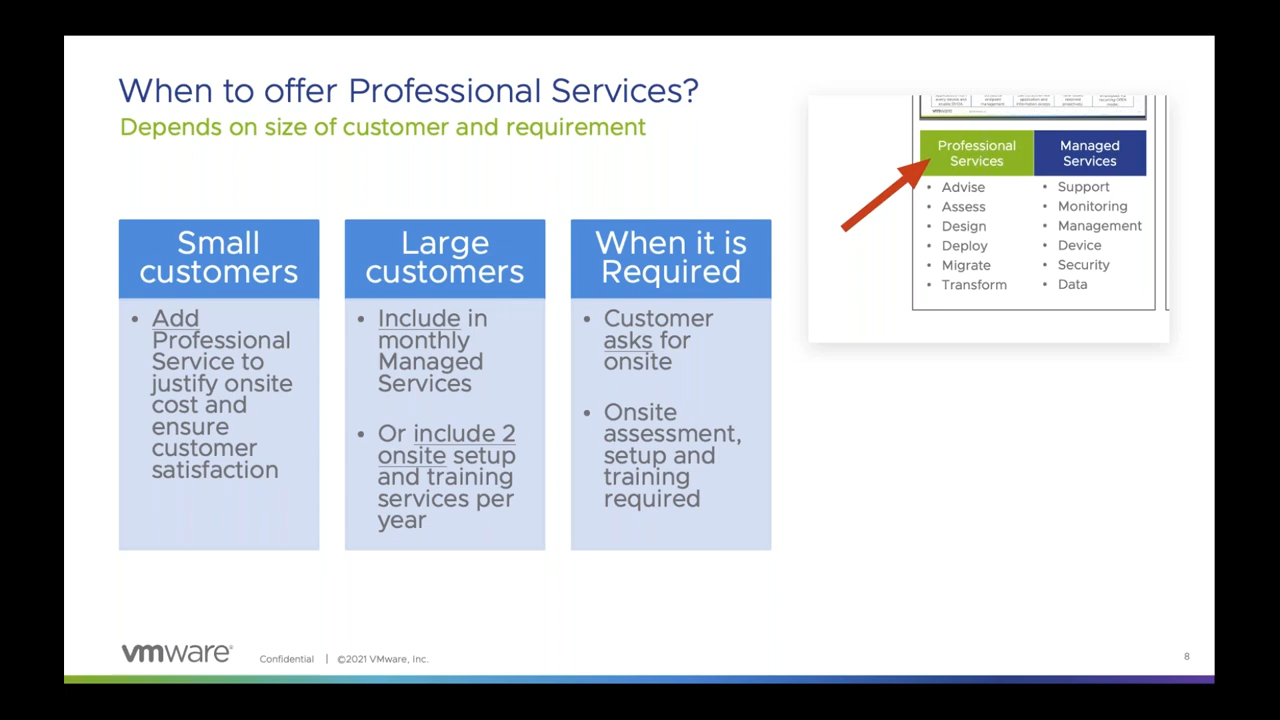 When to offer Professional Services?
Depends on size of customer and requirement
Small
customers
• Add
Professional
Service to
justify onsite
cost and
ensure
customer
satisfaction
Large
customers
• Include in
monthly
Managed
Services
• Or include 2
onsite setup
and training
services per
year
When it is
Required
• Customer
asks for
onsite
• Onsite
assessment,
setup and
training
required
Professional
Services
• Advise
• Assess
• Design
• Deploy
• Migrate
• Transform
Managed
Services
• Support
• Monitoring
• Management
• Device
• Security
• Data
vmware®
Confidential | ©2021 VMware, Inc.
8